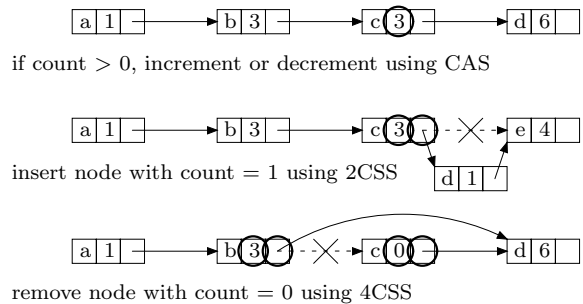 a 1 b 3 c 3 d 6
if count > 0, increment or decrement using CAS
a 1 b 3 c 3 e 4
d 1
insert node with count = 1 using 2CSS
a 1 b 3 c 0 d 6
remove node with count = 0 using 4CSS